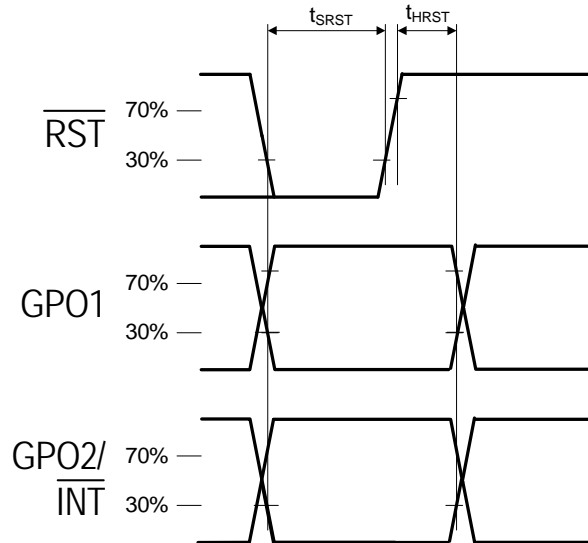 tSRST
tHRST
RST
70%
30%
GPO1
70%
30%
GPO2/
INT
70%
30%